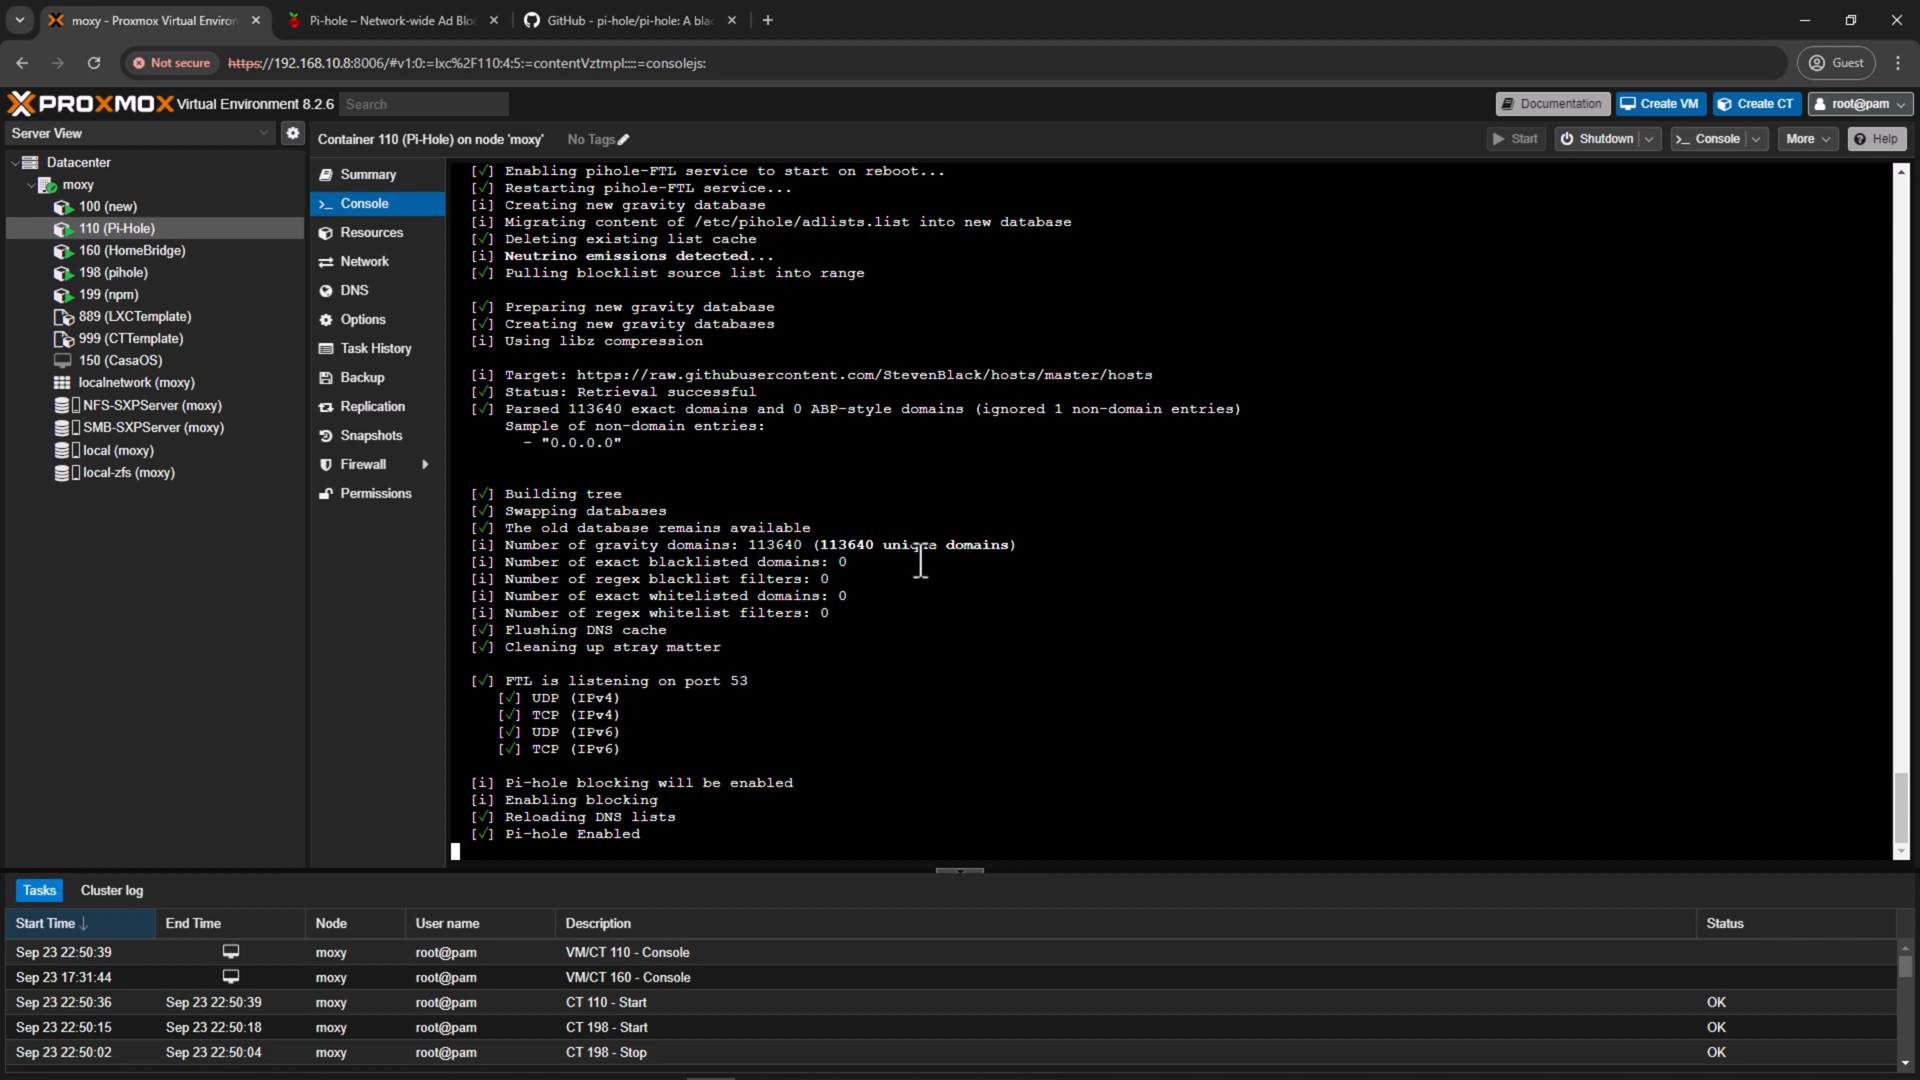 moxy - Proxmox Virtual Environ
Pi-hole – Network-wide Ad Blo
GitHub - pi-hole/pi-hole: A bla
Not secure https://192.168.10.8:8006/#v1:0:=lxc%2F110:4:5:=contentVztmpl::::=consolejs:
Guest
PROXMOX Virtual Environment 8.2.6 Search
Documentation Create VM Create CT root@pam
Server View
Container 110 (Pi-Hole) on node 'moxy' No Tags
Start Shutdown Console More Help
Datacenter
moxy
100 (new)
110 (Pi-Hole)
160 (HomeBridge)
198 (pihole)
199 (npm)
889 (LXCTemplate)
999 (CTTemplate)
150 (CasaOS)
localnetwork (moxy)
NFS-SXPServer (moxy)
SMB-SXPServer (moxy)
local (moxy)
local-zfs (moxy)
Summary
Console
Resources
Network
DNS
Options
Task History
Backup
Replication
Snapshots
Firewall
Permissions
[✓] Enabling pihole-FTL service to start on reboot...
[✓] Restarting pihole-FTL service...
[i] Creating new gravity database
[i] Migrating content of /etc/pihole/adlists.list into new database
[✓] Deleting existing list cache
[i] Neutrino emissions detected...
[✓] Pulling blocklist source list into range
[✓] Preparing new gravity database
[✓] Creating new gravity databases
[i] Using libz compression
[i] Target: https://raw.githubusercontent.com/StevenBlack/hosts/master/hosts
[✓] Status: Retrieval successful
[✓] Parsed 113640 exact domains and 0 ABP-style domains (ignored 1 non-domain entries)
Sample of non-domain entries:
- "0.0.0.0"
[✓] Building tree
[✓] Swapping databases
[✓] The old database remains available
[i] Number of gravity domains: 113640 (113640 unique domains)
[i] Number of exact blacklisted domains: 0
[i] Number of regex blacklist filters: 0
[i] Number of exact whitelisted domains: 0
[i] Number of regex whitelist filters: 0
[✓] Flushing DNS cache
[✓] Cleaning up stray matter
[✓] FTL is listening on port 53
[✓] UDP (IPv4)
[✓] TCP (IPv4)
[✓] UDP (IPv6)
[✓] TCP (IPv6)
[i] Pi-hole blocking will be enabled
[i] Enabling blocking
[✓] Reloading DNS lists
[✓] Pi-hole Enabled
Tasks Cluster log
Start Time End Time Node User name Description Status
Sep 23 22:50:39 moxy root@pam VM/CT 110 - Console
Sep 23 17:31:44 moxy root@pam VM/CT 160 - Console
Sep 23 22:50:36 Sep 23 22:50:39 moxy root@pam CT 110 - Start OK
Sep 23 22:50:15 Sep 23 22:50:18 moxy root@pam CT 198 - Start OK
Sep 23 22:50:02 Sep 23 22:50:04 moxy root@pam CT 198 - Stop OK